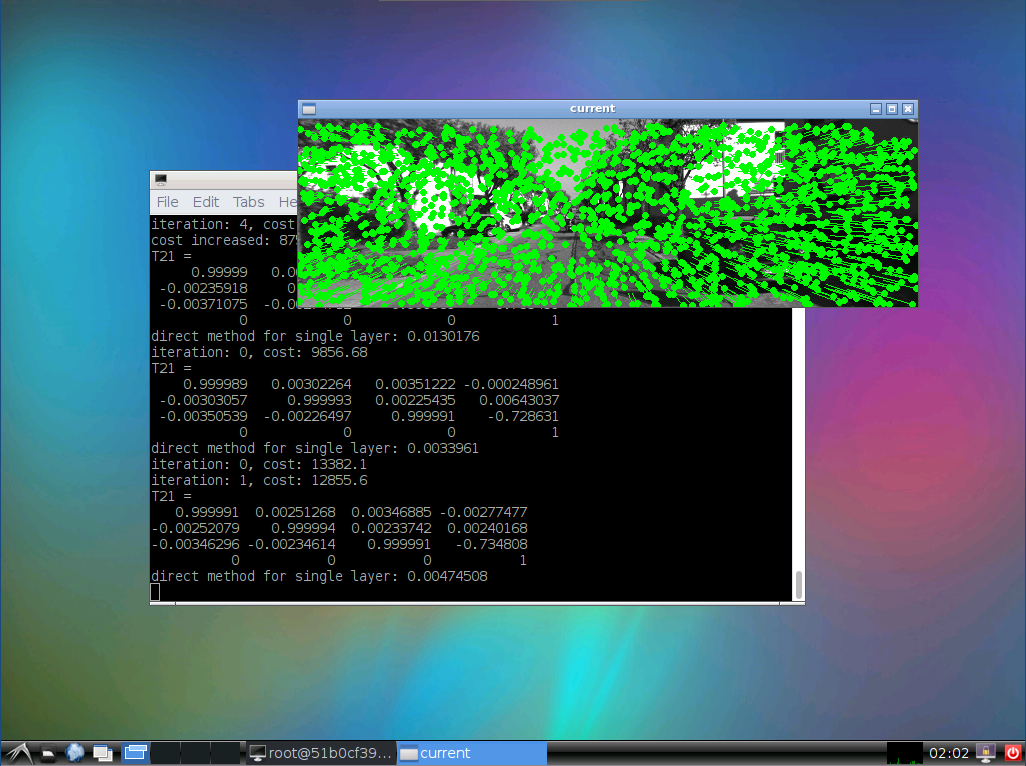 current
File Edit Tabs He
iteration: 4, cost
cost increased: 875
T21 =
0.99999 0.00
-0.00235918 0
-0.00371075
0 0 0 1
direct method for single layer: 0.0130176
iteration: 0, cost: 9856.68
T21 =
0.999989 0.00302264 0.00351222 -0.000248961
-0.00303057 0.999993 0.00225435 0.00643037
-0.00350539 -0.00226497 0.999991 -0.728631
0 0 0 1
direct method for single layer: 0.0033961
iteration: 0, cost: 13382.1
iteration: 1, cost: 12855.6
T21 =
0.999991 0.00251268 0.00346885 -0.00277477
-0.00252079 0.999994 0.00233742 0.00240168
-0.00346296 -0.00234614 0.999991 -0.734808
0 0 0 1
direct method for single layer: 0.00474508
root@51b0cf39... current 02:02